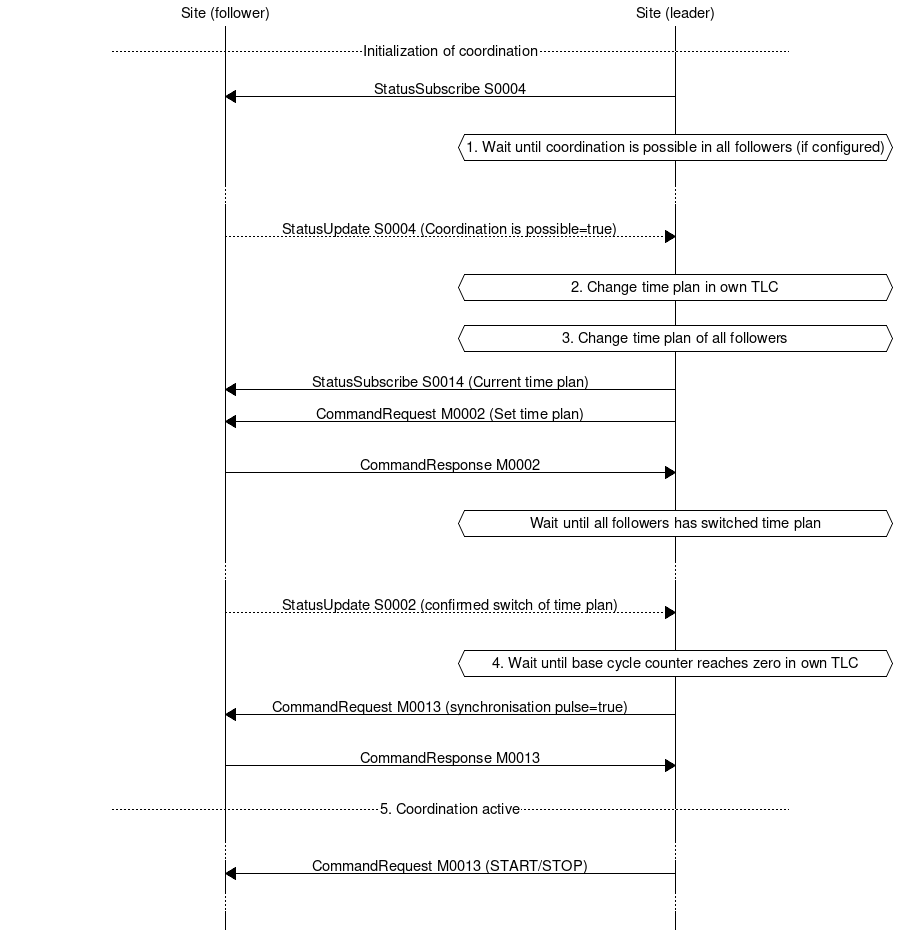 Site (follower)
Site (leader)
Initialization of coordination
StatusSubscribe S0004
1. Wait until coordination is possible in all followers (if configured)
StatusUpdate S0004 (Coordination is possible=true)
2. Change time plan in own TLC
3. Change time plan of all followers
StatusSubscribe S0014 (Current time plan)
CommandRequest M0002 (Set time plan)
CommandResponse M0002
Wait until all followers has switched time plan
StatusUpdate S0002 (confirmed switch of time plan)
4. Wait until base cycle counter reaches zero in own TLC
CommandRequest M0013 (synchronisation pulse=true)
CommandResponse M0013
5. Coordination active
CommandRequest M0013 (START/STOP)